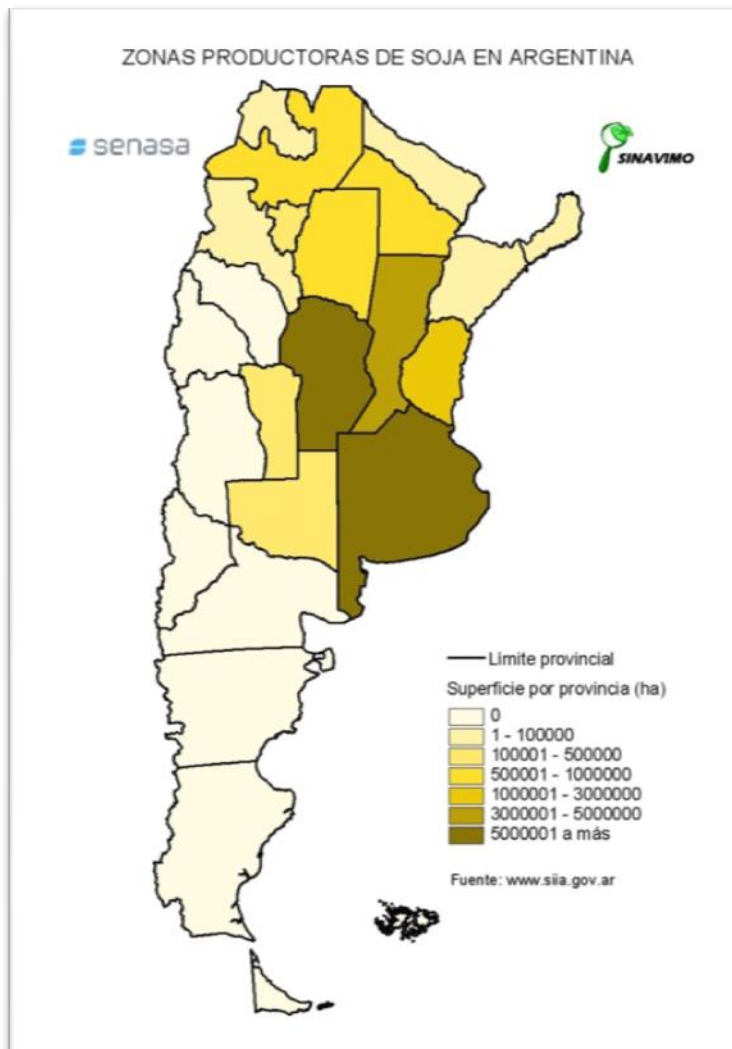 ZONAS PRODUCTORAS DE SOJA EN ARGENTINA
senasa
SINAVIMO
Limite provincial
Superficie por provincia (ha)
0
1 - 100000
100001 - 500000
500001 - 1000000
1000001 - 3000000
3000001 - 5000000
5000001 a más
Fuente: www.siia.gov.ar